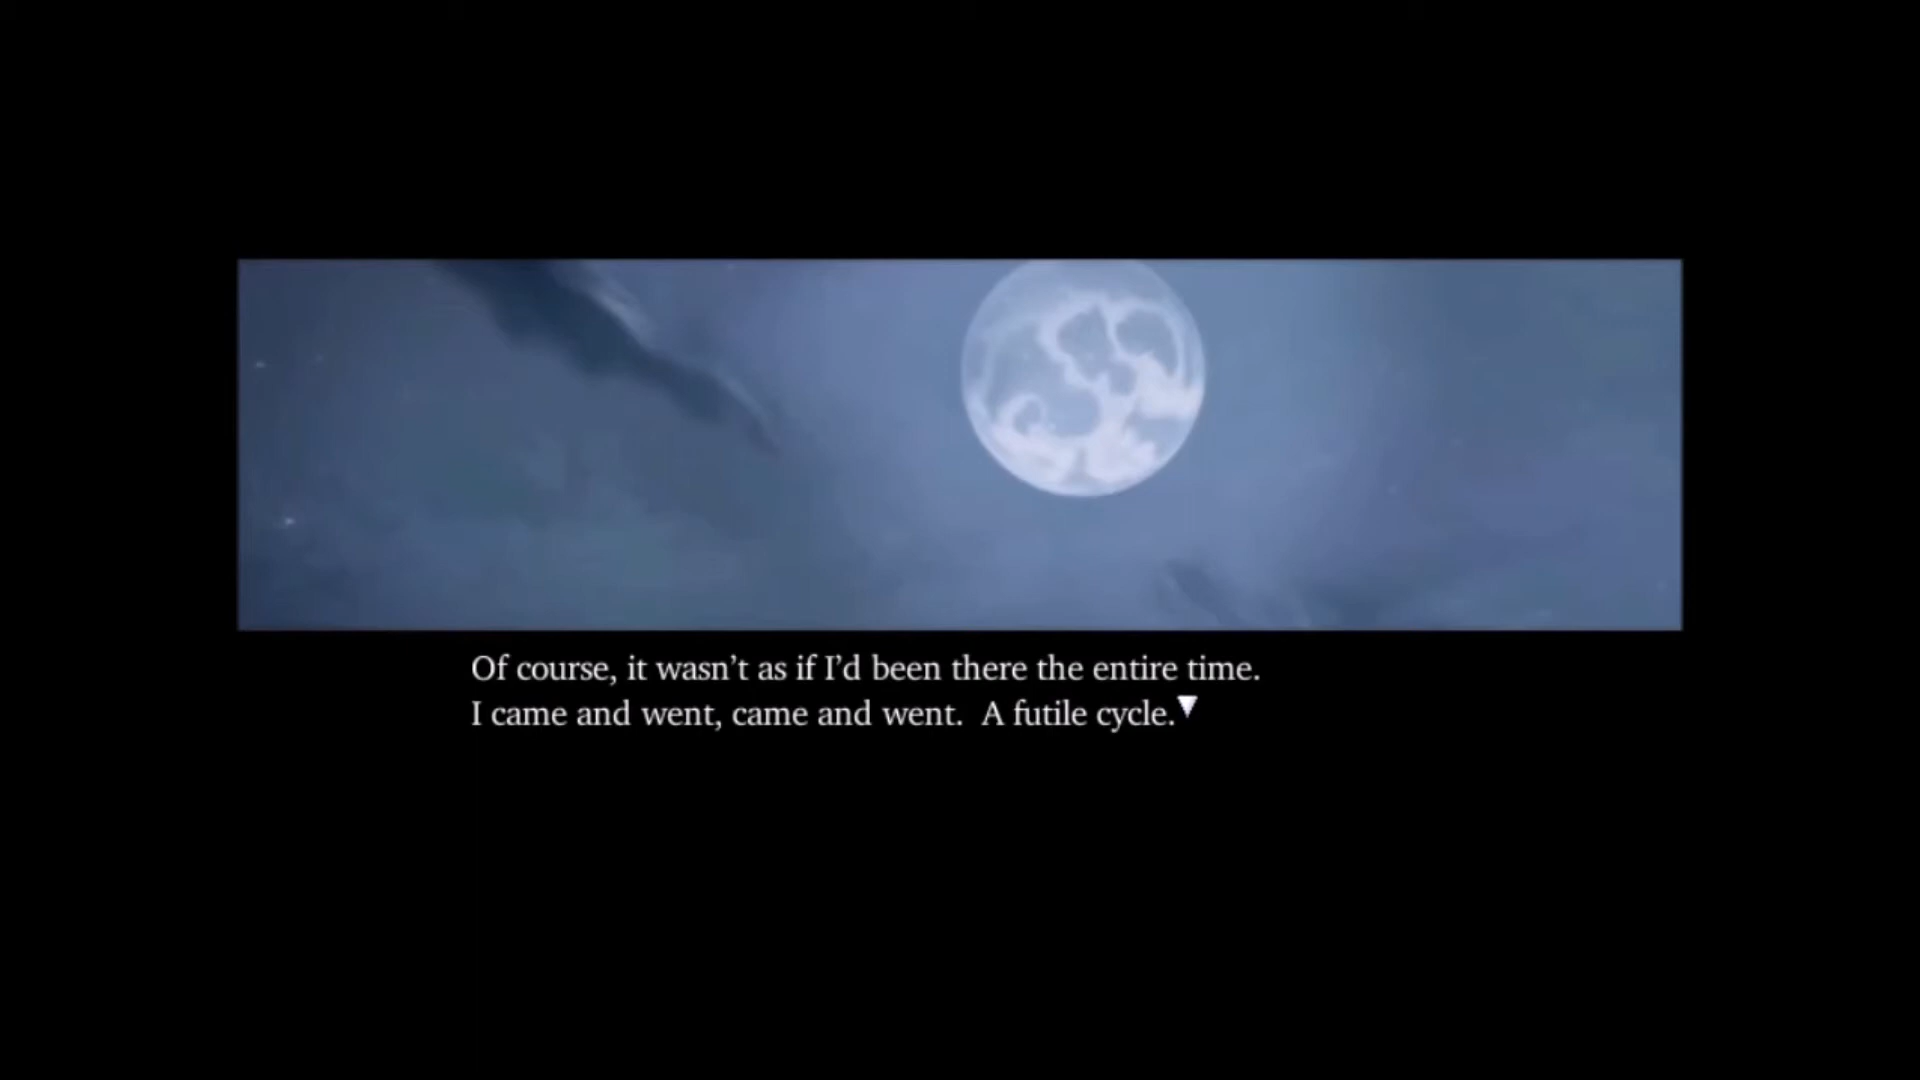 Of course, it wasn’t as if I’d been there the entire time.
I came and went, came and went.  A futile cycle.